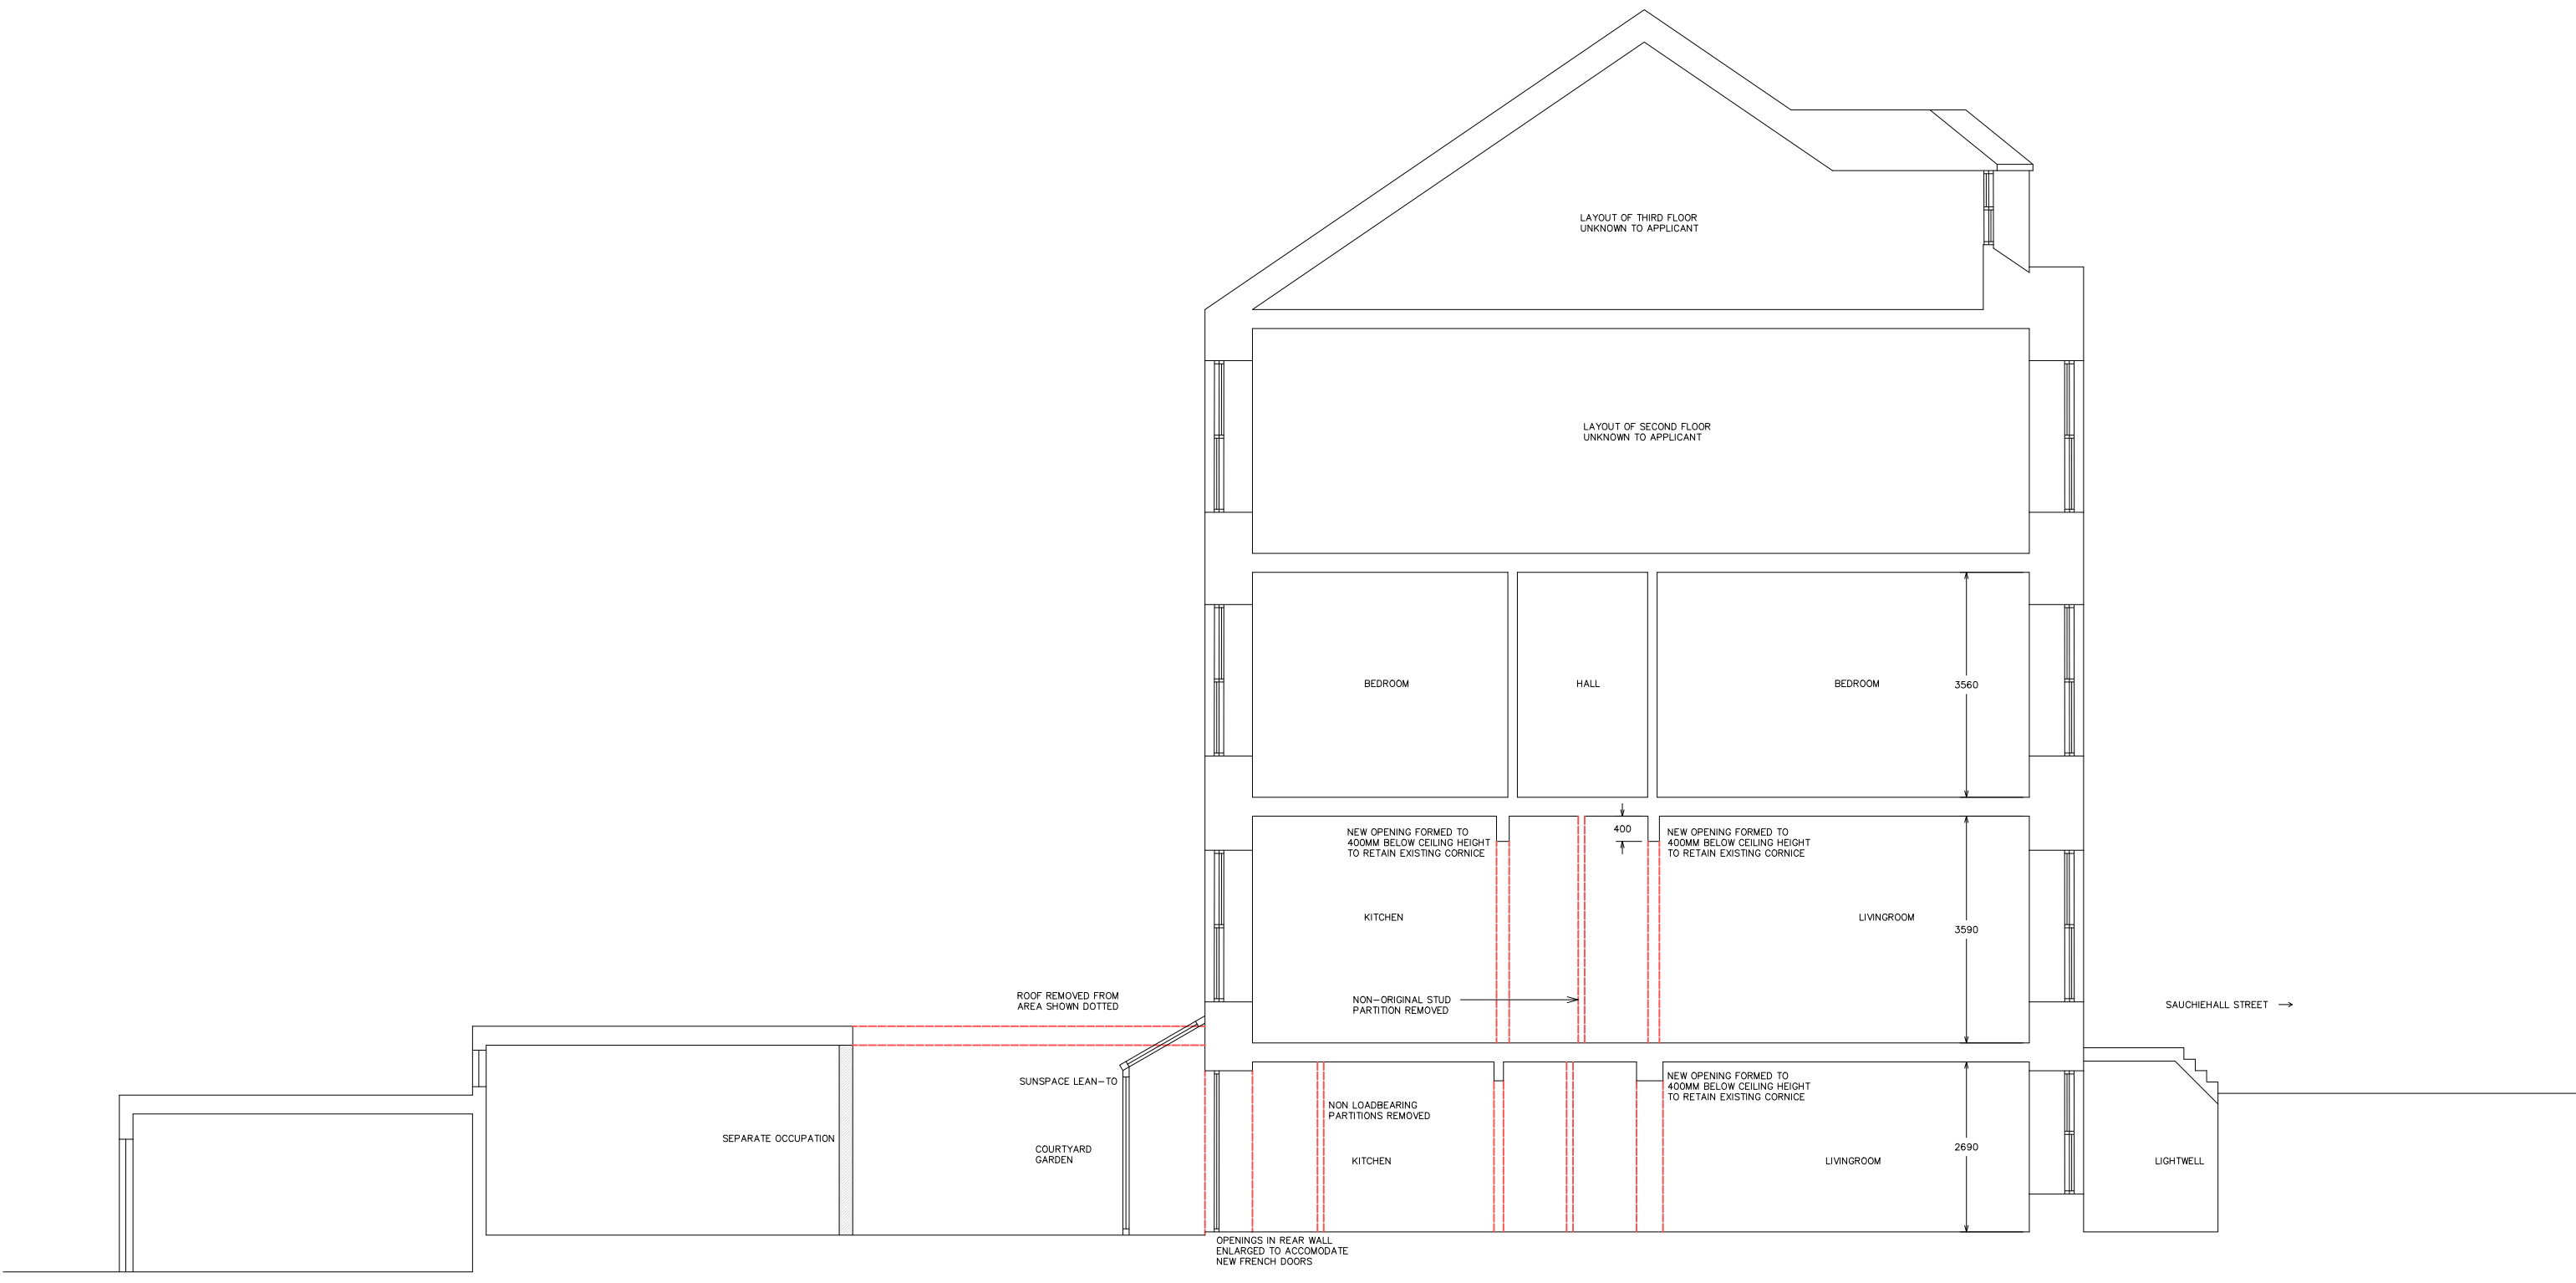 LAYOUT OF THIRD FLOOR
UNKNOWN TO APPLICANT
LAYOUT OF SECOND FLOOR
UNKNOWN TO APPLICANT
BEDROOM
HALL
BEDROOM
3560
NEW OPENING FORMED TO
400MM BELOW CEILING HEIGHT
TO RETAIN EXISTING CORNICE
400
NEW OPENING FORMED TO
400MM BELOW CEILING HEIGHT
TO RETAIN EXISTING CORNICE
KITCHEN
LIVINGROOM
3590
ROOF REMOVED FROM
AREA SHOWN DOTTED
NON-ORIGINAL STUD
PARTITION REMOVED
SAUCHIEHALL STREET
SUNSPACE LEAN-TO
NON LOADBEARING
PARTITIONS REMOVED
NEW OPENING FORMED TO
400MM BELOW CEILING HEIGHT
TO RETAIN EXISTING CORNICE
SEPARATE OCCUPATION
COURTYARD
GARDEN
KITCHEN
LIVINGROOM
2690
LIGHTWELL
OPENINGS IN REAR WALL
ENLARGED TO ACCOMODATE
NEW FRENCH DOORS